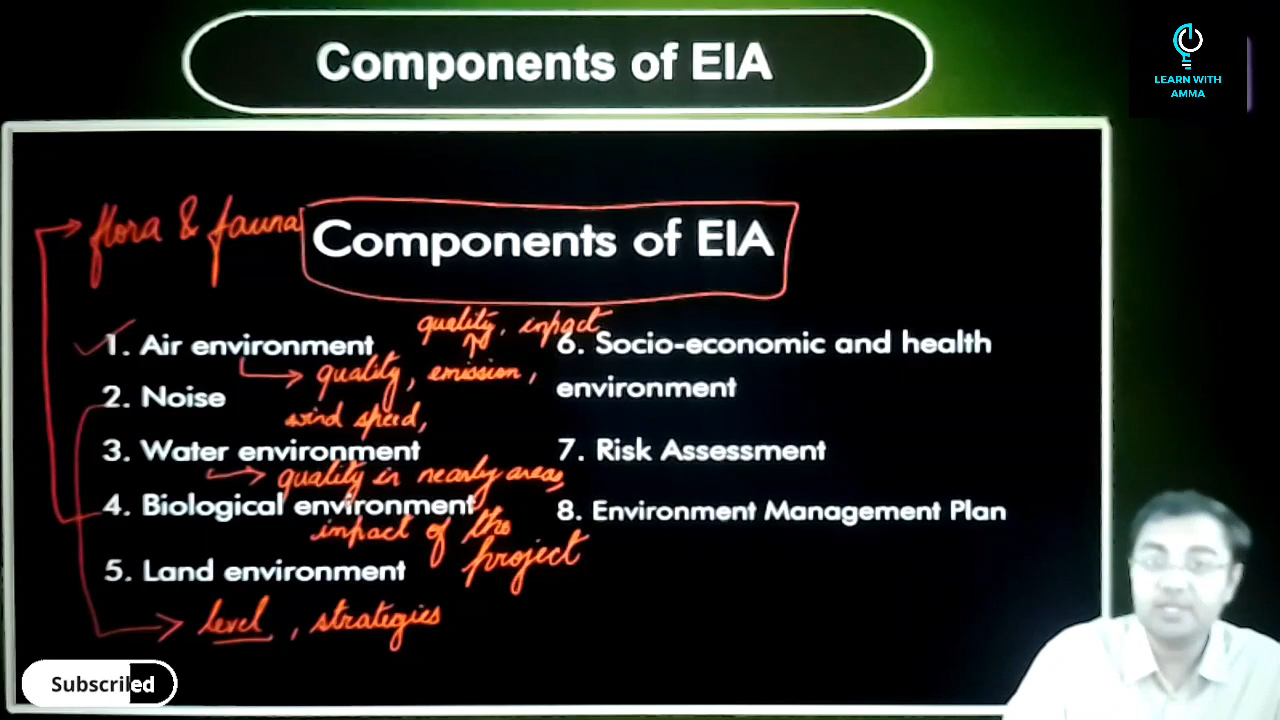 Components of EIA
LEARN WITH
AMMA
flora & fauna
Components of EIA
quality, impact
1. Air environment
6. Socio-economic and health
environment
quality, emission,
2. Noise
wind speed,
3. Water environment
7. Risk Assessment
quality in nearly areas,
4. Biological environment
8. Environment Management Plan
impact of the
project
5. Land environment
level, strategies
Subscribed